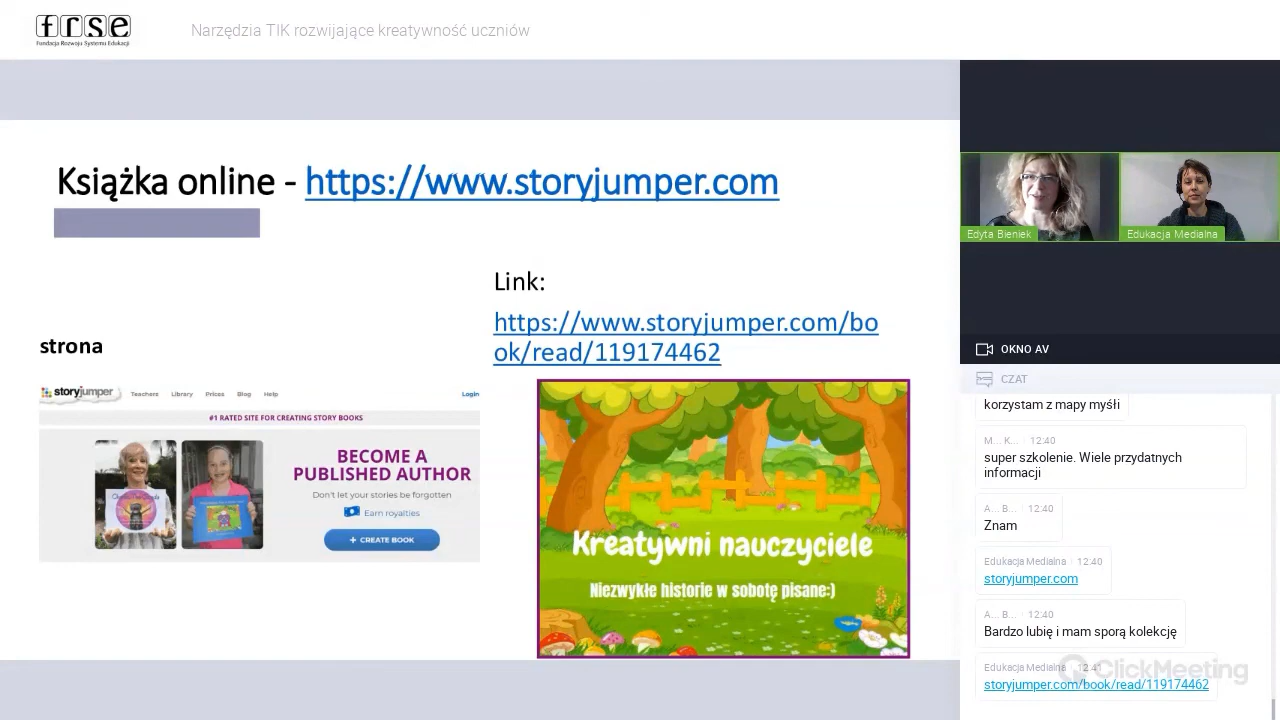 frse
Fundacja Rozwoju Systemu Edukacji
Narzędzia TIK rozwijające kreatywność uczniów
Książka online - https://www.storyjumper.com
Link:
https://www.storyjumper.com/bo
ok/read/119174462
strona
storyjumper
Teachers Library Prices Blog Help Login
#1 RATED SITE FOR CREATING STORY BOOKS
BECOME A
PUBLISHED AUTHOR
Don't let your stories be forgotten
Earn royalties
+ CREATE BOOK
Kreatywni nauczyciele
Niezwykłe historie w sobotę pisane:)
Edyta Bieniek
Edukacja Medialna
OKNO AV
CZAT
korzystam z mapy myśłi
M... K... 12:40
super szkolenie. Wiele przydatnych
informacji
A... B... 12:40
Znam
Edukacja Medialna 12:40
storyjumper.com
A... B... 12:40
Bardzo lubię i mam sporą kolekcję
Edukacja Medialna 12:41
storyjumper.com/book/read/119174462
ClickMeeting